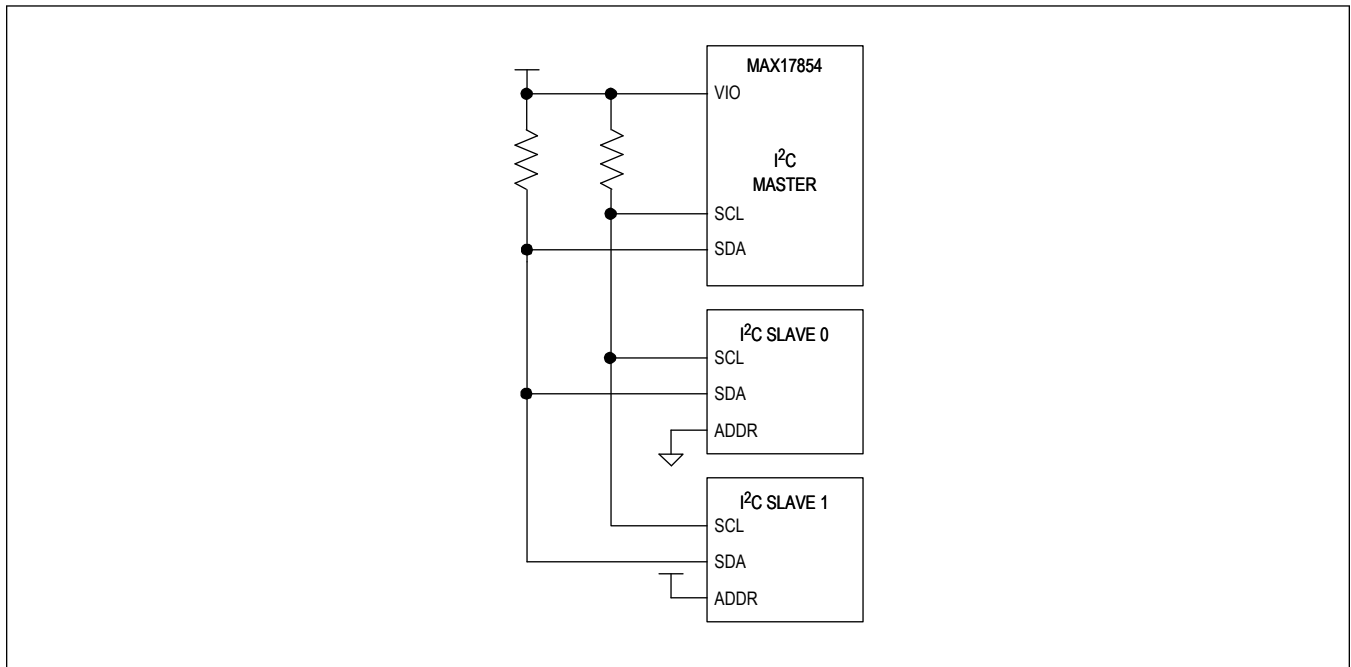 MAX17854
VIO
I²C
MASTER
SCL
SDA
I²C SLAVE 0
SCL
SDA
ADDR
I²C SLAVE 1
SCL
SDA
ADDR